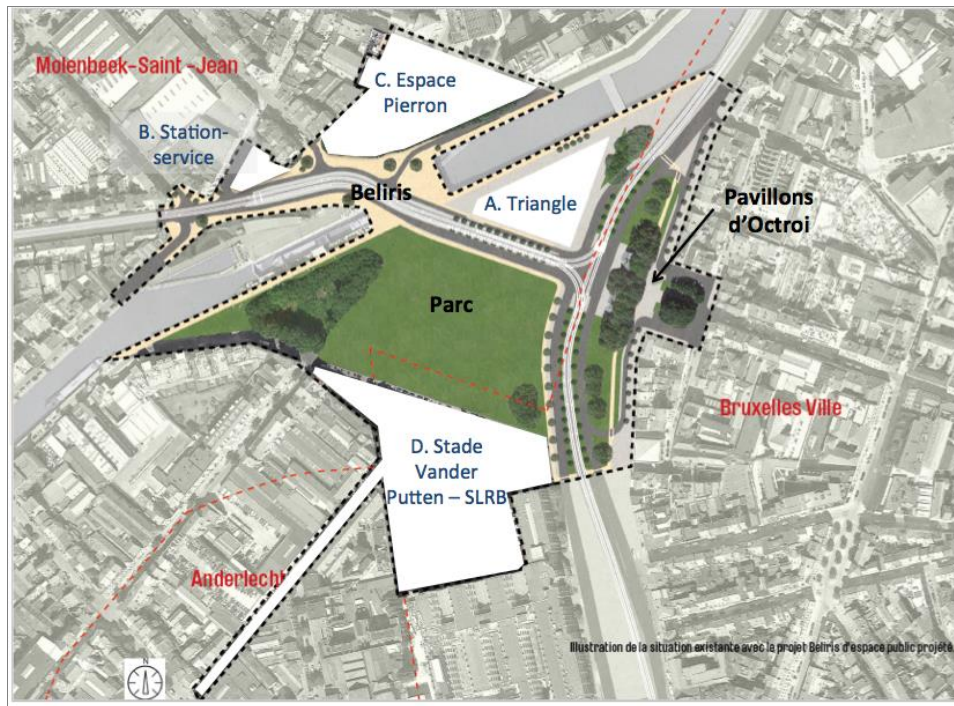 Molenbeek-Saint -Jean
C. Espace
Pierron
B. Station-
service
Beliris
A. Triangle
Pavillons
d'Octroi
Parc
Bruxelles Ville
D. Stade
Vander
Putten – SLRB
Anderlecht
Illustration de la situation existante avec le projet Beliris d'espace public projété.
N